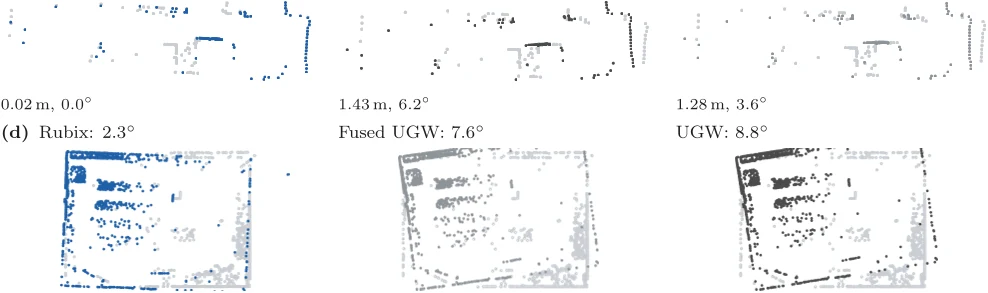 0.02 m, 0.0° 1.43 m, 6.2° 1.28 m, 3.6°
(d) Rubix: 2.3° Fused UGW: 7.6° UGW: 8.8°